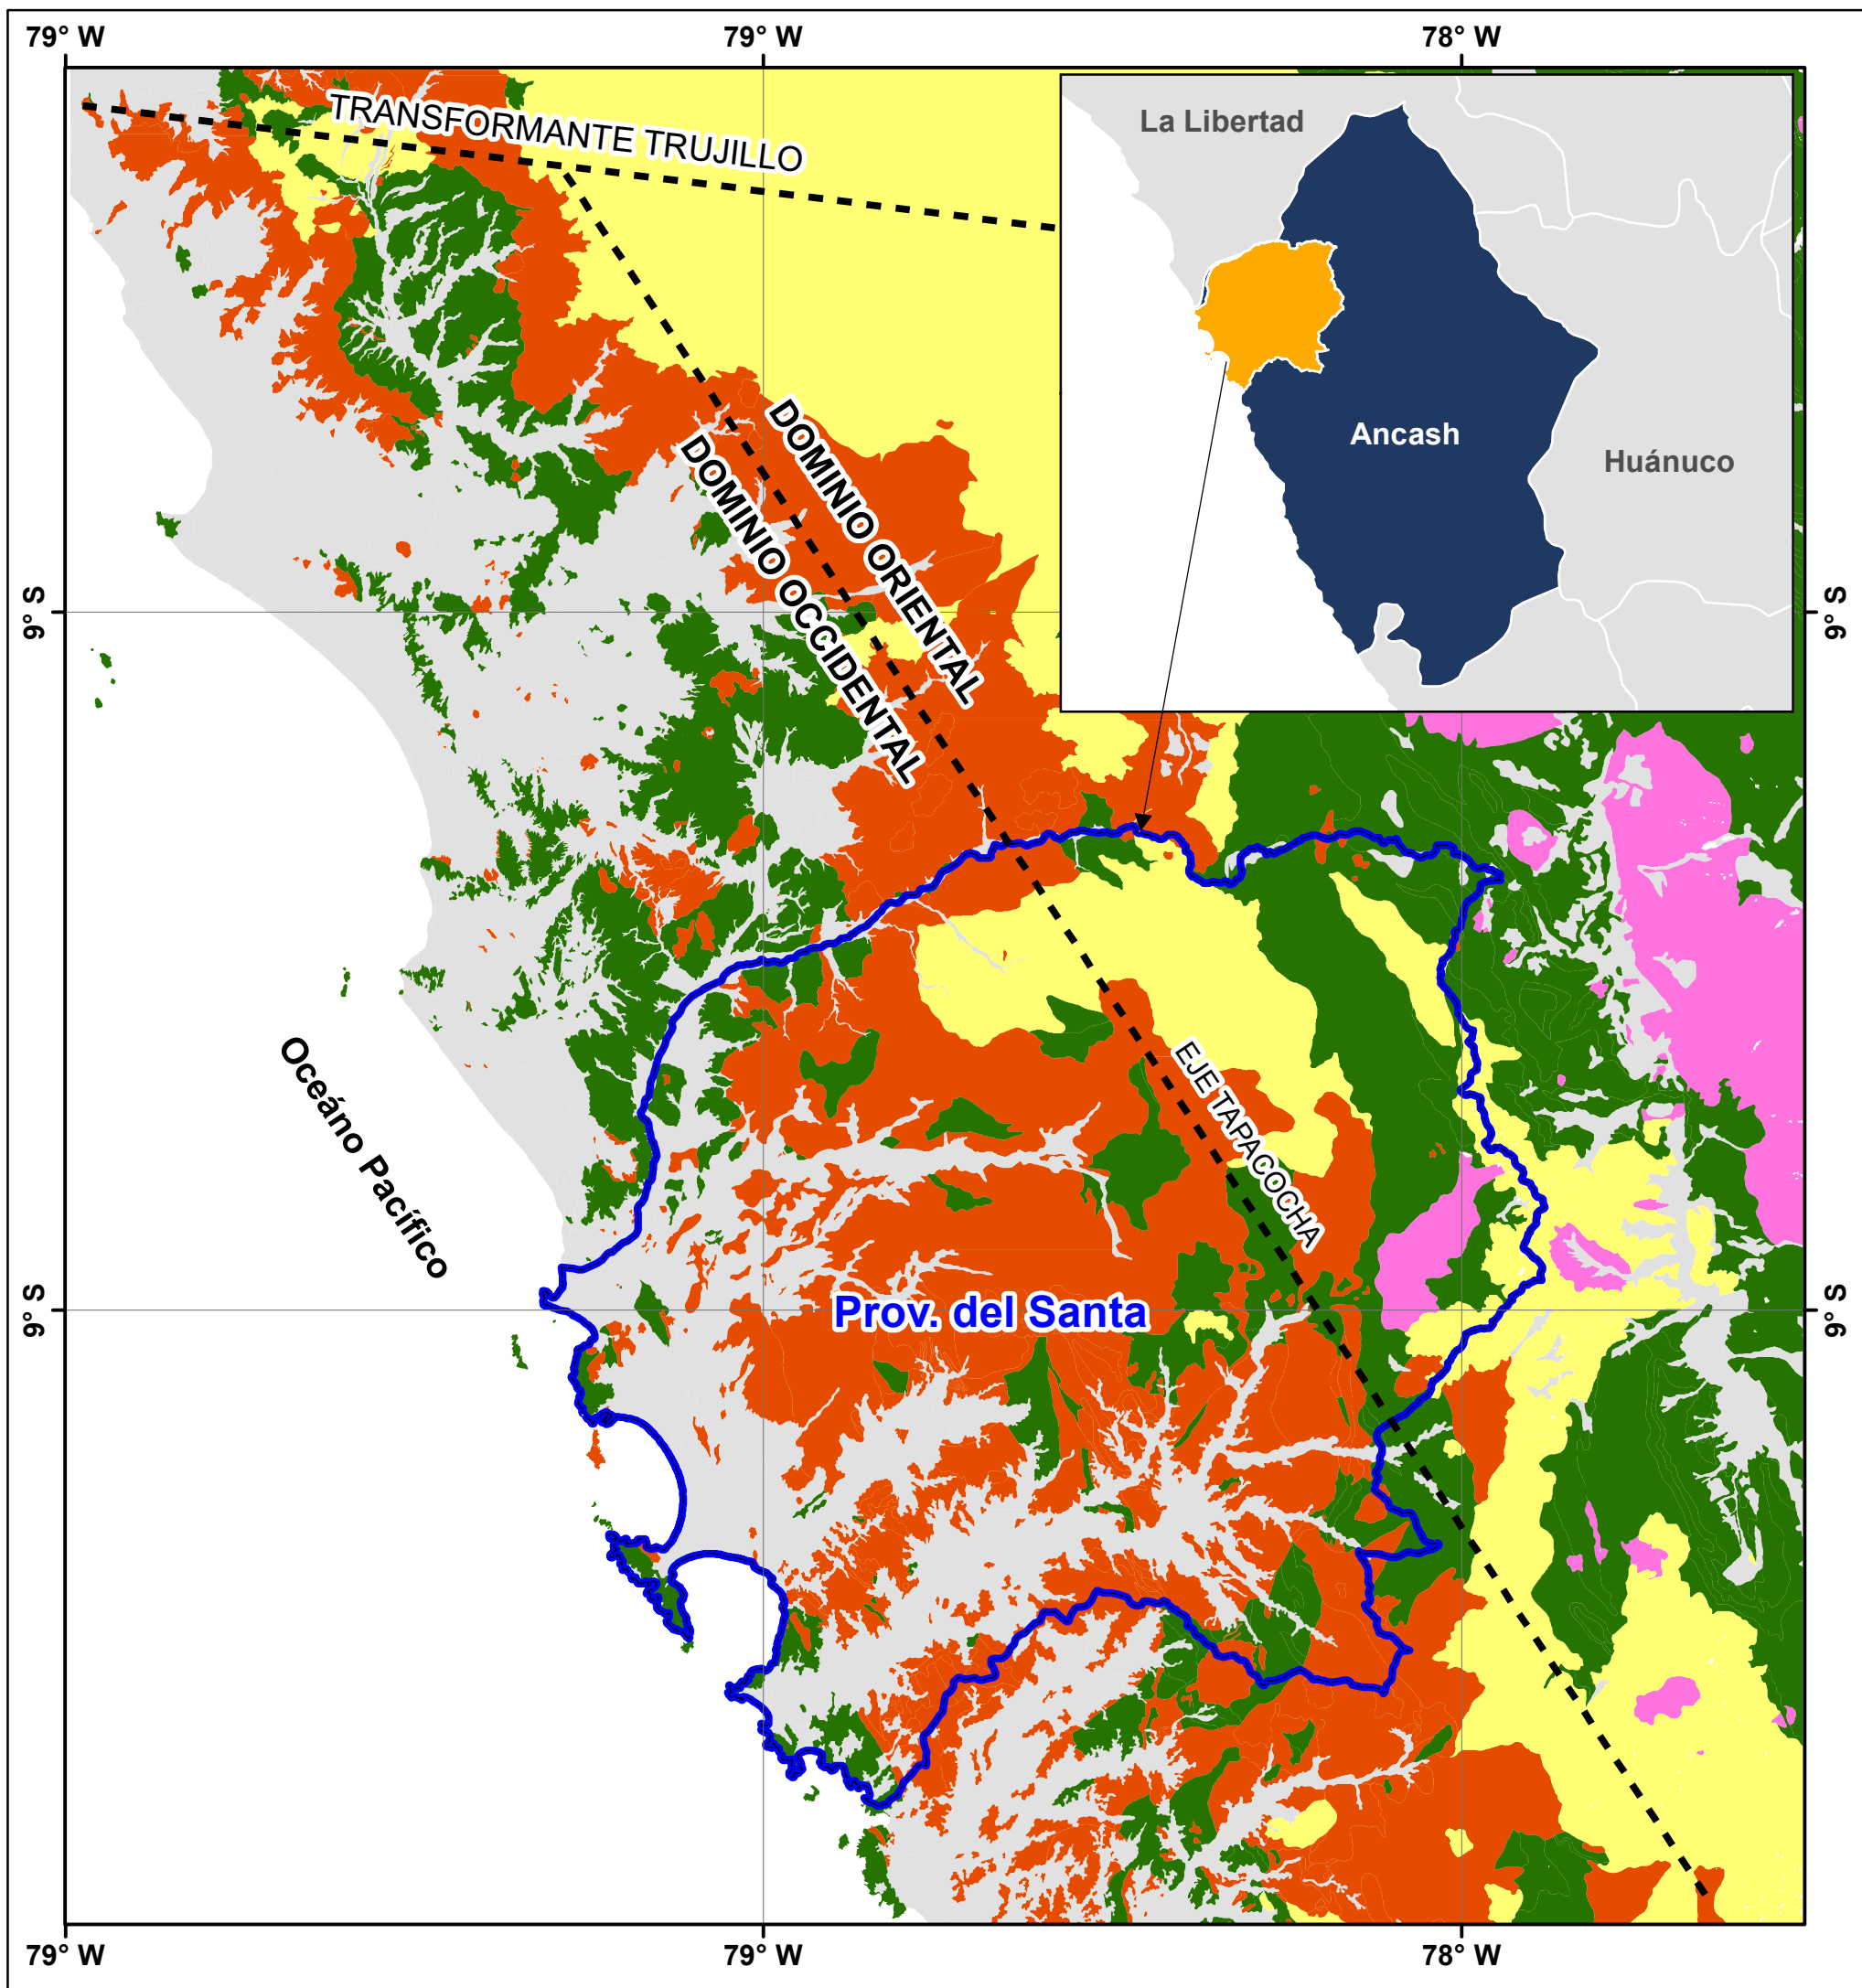 79° W
79° W
78° W
La Libertad
TRANSFORMANTE TRUJILLO
Ancash
Huánuco
DOMINIO ORIENTAL
DOMINIO OCCIDENTAL
9° S
9° S
Oceáno Pacífico
EJE TAPACOCHA
9° S
Prov. del Santa
9° S
79° W
79° W
78° W